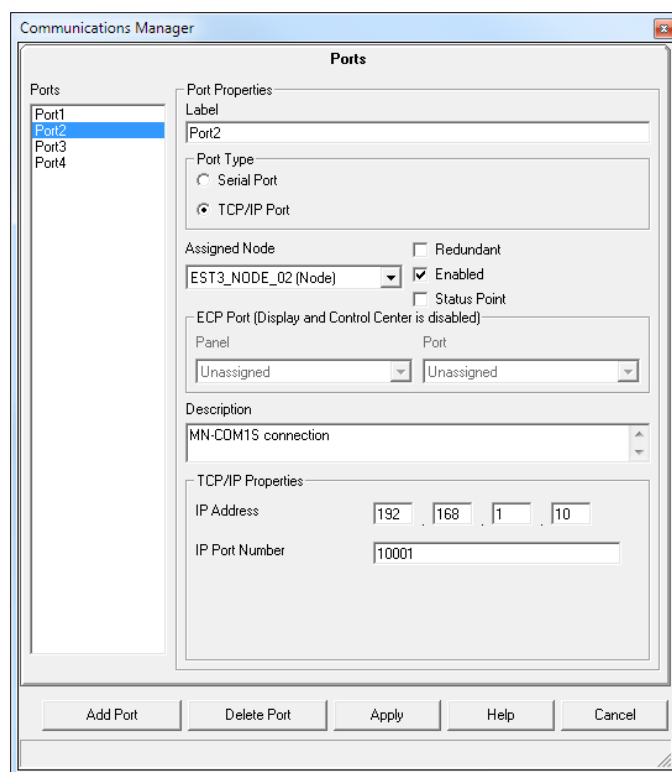 Communications Manager
Ports
Ports
Port1
Port2
Port3
Port4
Port Properties
Label
Port2
Port Type
Serial Port
TCP/IP Port
Assigned Node
EST3_NODE_02 (Node)
Redundant
Enabled
Status Point
ECP Port (Display and Control Center is disabled)
Panel Port
Unassigned Unassigned
Description
MN-COM1S connection
TCP/IP Properties
IP Address 192 . 168 . 1 . 10
IP Port Number 10001
Add Port Delete Port Apply Help Cancel